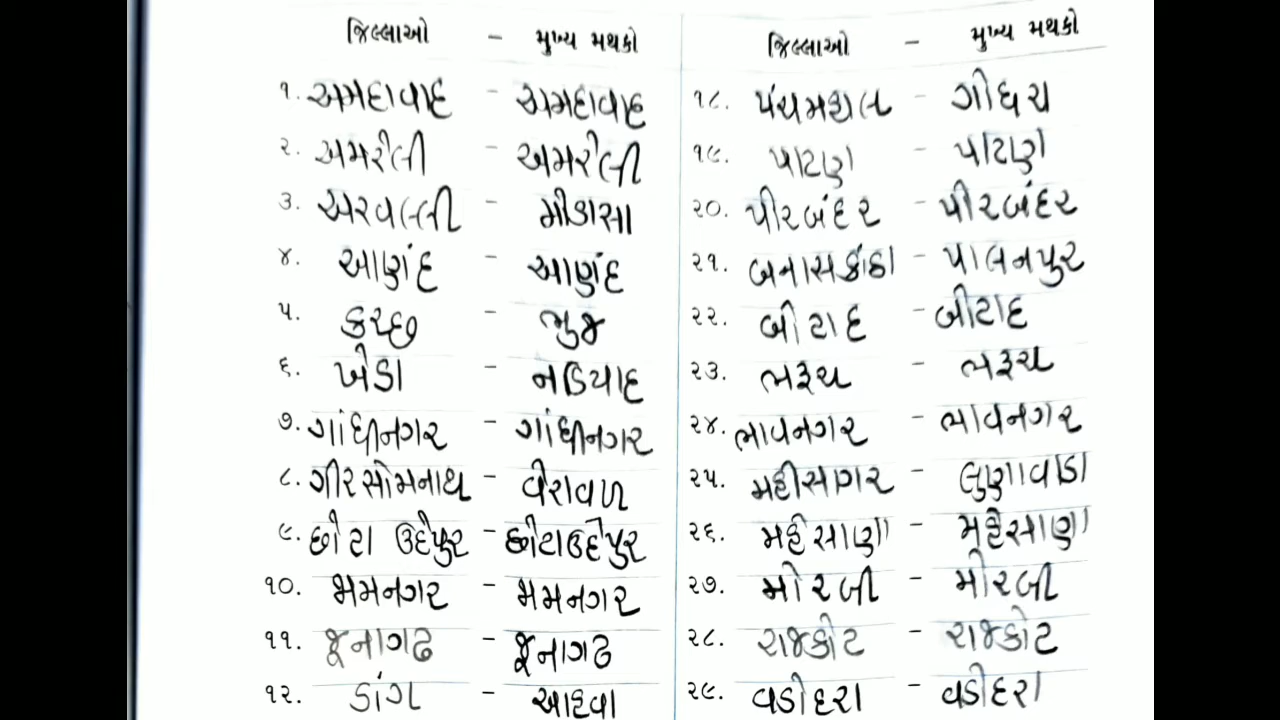 જિલ્લાઓ - મુખ્ય મથકો
૧. અમદાવાદ - અમદાવાદ
૨. અમરેલી - અમરેલી
૩. અરવલ્લી - મોડાસા
૪. આણંદ - આણંદ
૫. કચ્છ - ભુજ
૬. ખેડા - નડિયાદ
૭. ગાંધીનગર - ગાંધીનગર
૮. ગીર સોમનાથ - વેરાવળ
૯. છોટા ઉદેપુર - છોટાઉદેપુર
૧૦. જામનગર - જામનગર
૧૧. જૂનાગઢ - જૂનાગઢ
૧૨. ડાંગ - આહવા
જિલ્લાઓ - મુખ્ય મથકો
૧૮. પંચમહાલ - ગોધરા
૧૯. પાટણ - પાટણ
૨૦. પોરબંદર - પોરબંદર
૨૧. બનાસકાંઠા - પાલનપુર
૨૨. બોટાદ - બોટાદ
૨૩. ભરૂચ - ભરૂચ
૨૪. ભાવનગર - ભાવનગર
૨૫. મહીસાગર - લુણાવાડા
૨૬. મહેસાણા - મહેસાણા
૨૭. મોરબી - મોરબી
૨૮. રાજકોટ - રાજકોટ
૨૯. વડોદરા - વડોદરા